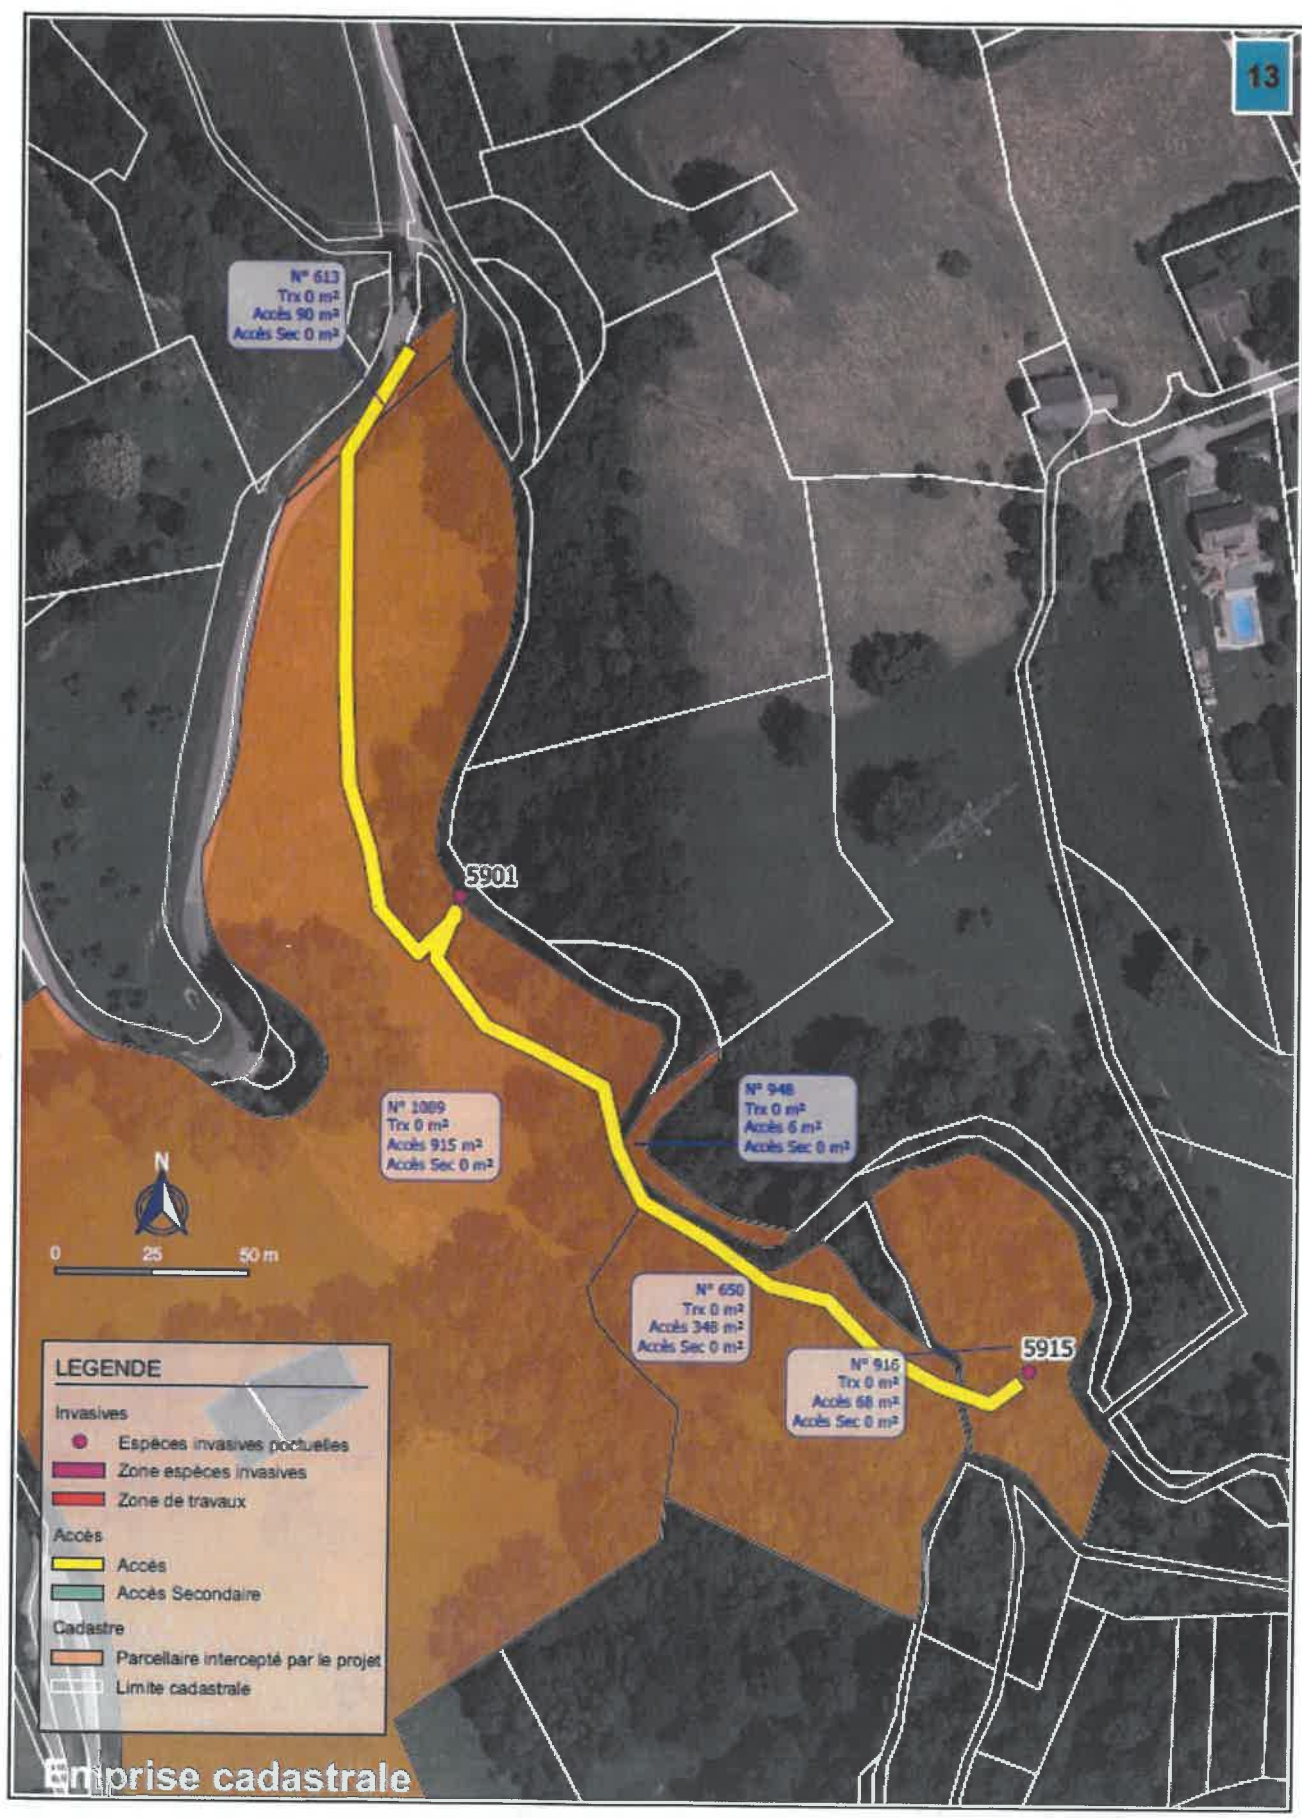 13
N° 613
Trx 0 m²
Accès 90 m²
Accès Sec 0 m²
5901
N° 1089
Trx 0 m²
Accès 915 m²
Accès Sec 0 m²
N° 948
Trx 0 m²
Accès 6 m²
Accès Sec 0 m²
N
0 25 50 m
N° 650
Trx 0 m²
Accès 348 m²
Accès Sec 0 m²
5915
N° 916
Trx 0 m²
Accès 68 m²
Accès Sec 0 m²
LEGENDE
Invasives
Espèces invasives poctuelles
Zone espèces invasives
Zone de travaux
Accès
Accès
Accès Secondaire
Cadastre
Parcellaire intercepté par le projet
Limite cadastrale
Emprise cadastrale